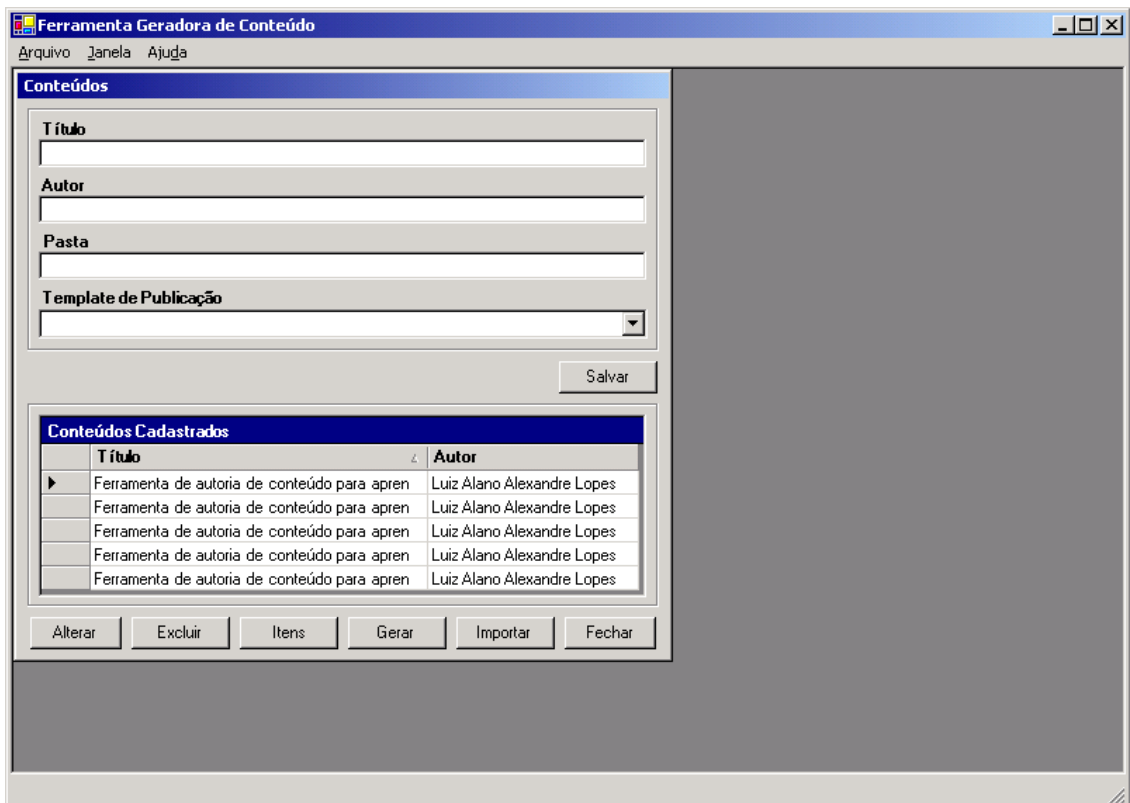 Ferramenta Geradora de Conteúdo
Arquivo Janela Ajuda
Conteúdos
Título
Autor
Pasta
Template de Publicação
Salvar
Conteúdos Cadastrados
Título Autor
Ferramenta de autoria de conteúdo para apren Luiz Alano Alexandre Lopes
Ferramenta de autoria de conteúdo para apren Luiz Alano Alexandre Lopes
Ferramenta de autoria de conteúdo para apren Luiz Alano Alexandre Lopes
Ferramenta de autoria de conteúdo para apren Luiz Alano Alexandre Lopes
Ferramenta de autoria de conteúdo para apren Luiz Alano Alexandre Lopes
Alterar Excluir Itens Gerar Importar Fechar